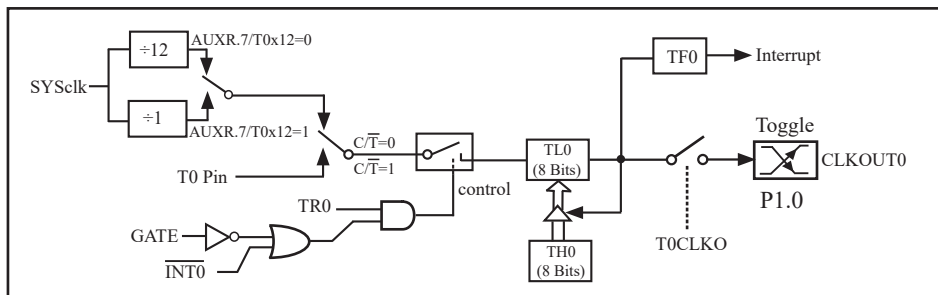 ÷12
AUXR.7/T0x12=0
SYSclk
÷1
AUXR.7/T0x12=1
T0 Pin
C/T̅=0
C/T̅=1
control
TR0
GATE
I̅N̅T̅0̅
TL0
(8 Bits)
TH0
(8 Bits)
TF0
Interrupt
Toggle
CLKOUT0
P1.0
T0CLKO